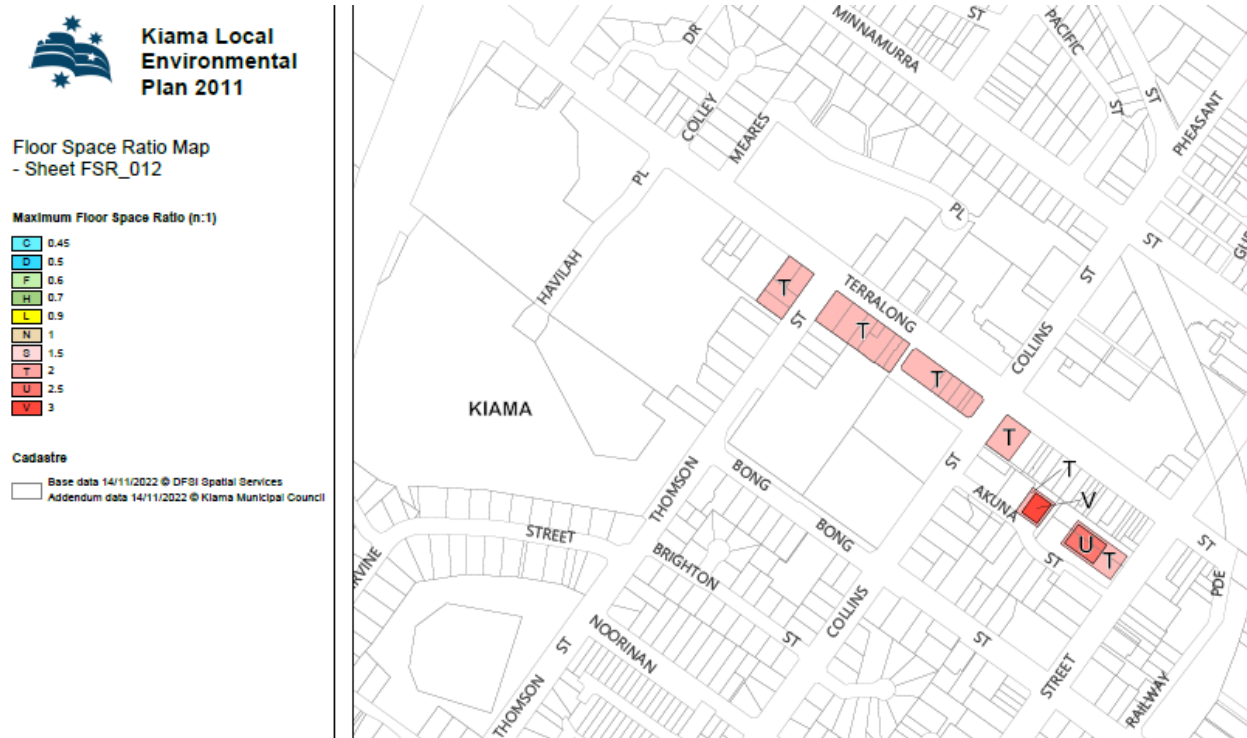 Kiama Local
Environmental
Plan 2011
Floor Space Ratio Map
- Sheet FSR_012
Maximum Floor Space Ratio (n:1)
C 0.45
D 0.5
F 0.6
H 0.7
L 0.9
N 1
S 1.5
T 2
U 2.5
V 3
Cadastre
Base data 14/11/2022 © DFSI Spatial Services
Addendum data 14/11/2022 © Kiama Municipal Council
MINNAMURRA
ST
PACIFIC
ST
ST
DR
COLLEY
MEARES
PL
PL
PHEASANT
ST
HAVILAH
TERRALONG
ST
COLLINS
ST
T
T
T
T
T
V
U
T
KIAMA
ST
AKUNA
ST
ST
PDE
THOMSON
BONG
BONG
STREET
BRIGHTON
ST
COLLINS
ST
STREET
RAILWAY
NOORINAN
ST
THOMSON